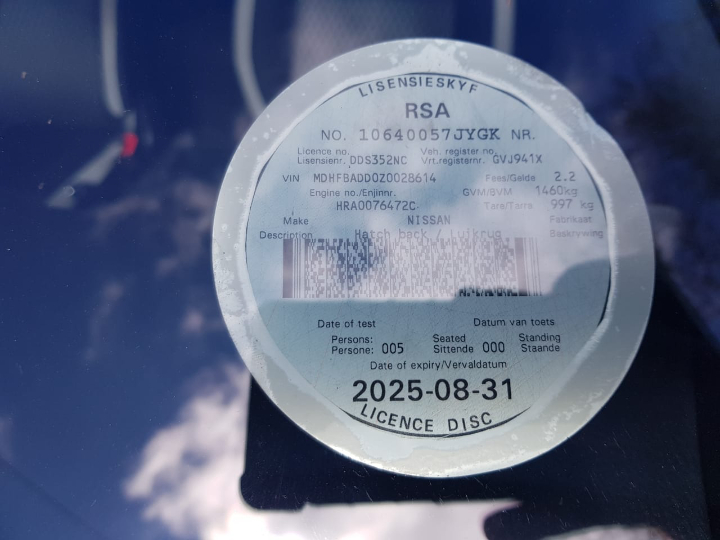 LISENSIESKYF
RSA
NO. 10640057JYGK NR.
Licence no. Veh. register no.
Lisensienr. DDS352NC Vrt.registernr. GVJ941X
VIN MDHFBADD0Z0028614 Fees/Gelde 2.2
Engine no./Enjinnr. GVM/BVM 1460kg
HRA0076472C Tare/Tarra 997 kg
Make NISSAN Fabrikaat
Description Hatch back / Luikrug Beskrywing
Date of test Datum van toets
Persons: Seated Standing
Persone: 005 Sittende 000 Staande
Date of expiry/Vervaldatum
2025-08-31
LICENCE DISC